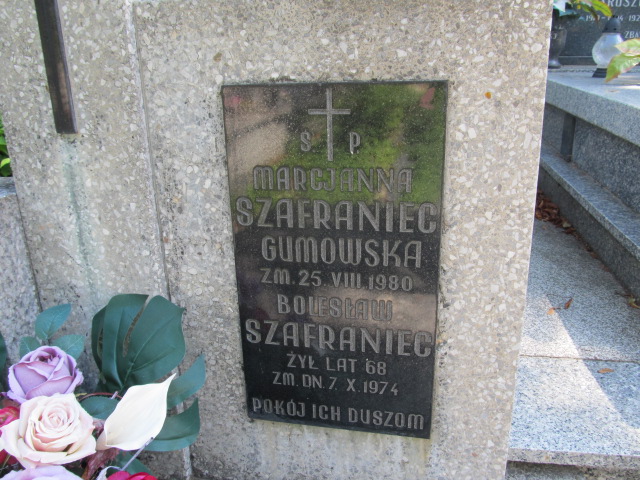 Ś P
MARCJANNA
SZAFRANIEC
GUMOWSKA
ZM. 25. VIII. 1980
BOLESŁAW
SZAFRANIEC
ŻYŁ LAT 68
ZM. DN. 7. X. 1974
POKÓJ ICH DUSZOM